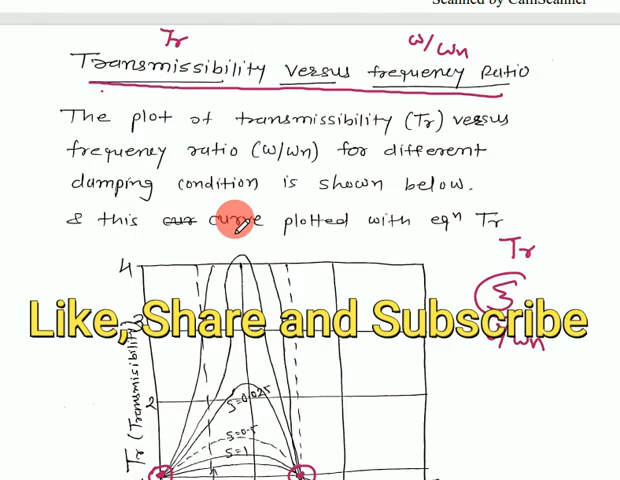 Scanned by CamScanner
Tr
ω/ωn
Transmissibility versus frequency Ratio
The plot of transmissibility (Tr) versus
frequency ratio (ω/ωn) for different
damping condition is shown below.
& this cur curve plotted with eqn Tr
Tr
ξ
/ωn
4
Like, Share and Subscribe
2
Tr (Transmisibility)
S=0.025
S=0.5
S=1